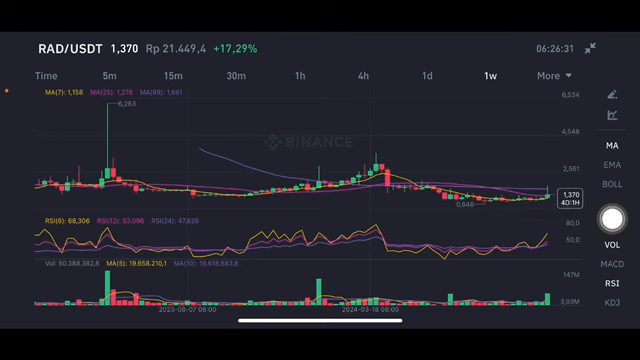 RAD/USDT 1,370 Rp 21.449,4 +17,29% 06:26:31
Time 5m 15m 30m 1h 4h 1d 1w More
MA(7): 1,158 MA(25): 1,278 MA(99): 1,661
6,534
6,263
MA
4,548
EMA
BINANCE
2,561
BOLL
1,370
4D:1H
0,846
RSI(6): 68,306 RSI(12): 53,096 RSI(24): 47,626
80,0
50,0
VOL
Vol: 50.388.382,8 MA(5): 19.658.210,1 MA(10): 16.618.583,8
MACD
147M
RSI
3,03M
KDJ
2023-08-07 08:00 2024-03-18 08:00